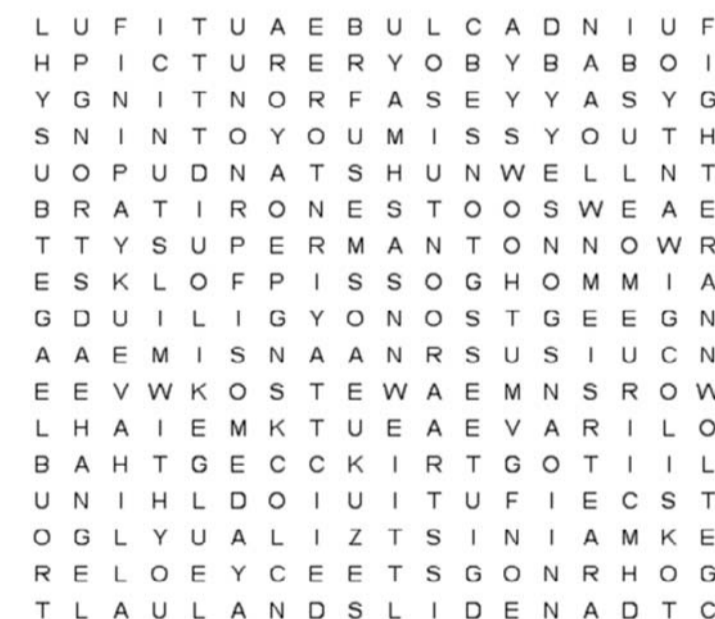 L U F I T U A E B U L C A D N I U F
H P I C T U R E R Y O B Y B A B O I
Y G N I T N O R F A S E Y Y A S Y G
S N I N T O Y O U M I S S Y O U T H
U O P U D N A T S H U N W E L L N T
B R A T I R O N E S T O O S W E A E
T T Y S U P E R M A N T O N N O W R
E S K L O F P I S S O G H O M M I A
G D U I L I G Y O N O S T G E E G N
A A E M I S N A A N R S U S I U C N
E E V W K O S T E W A E M N S R O W
L H A I E M K T U E A E V A R I L O
B A H T G E C C K I R T G O T I I L
U N I H L D O I U I T U F I E C S T
O G L Y U A L I Z T S I N I A M K E
R E L O E Y C E E T S G O N R H O G
T L A U L A N D S L I D E N A D T C